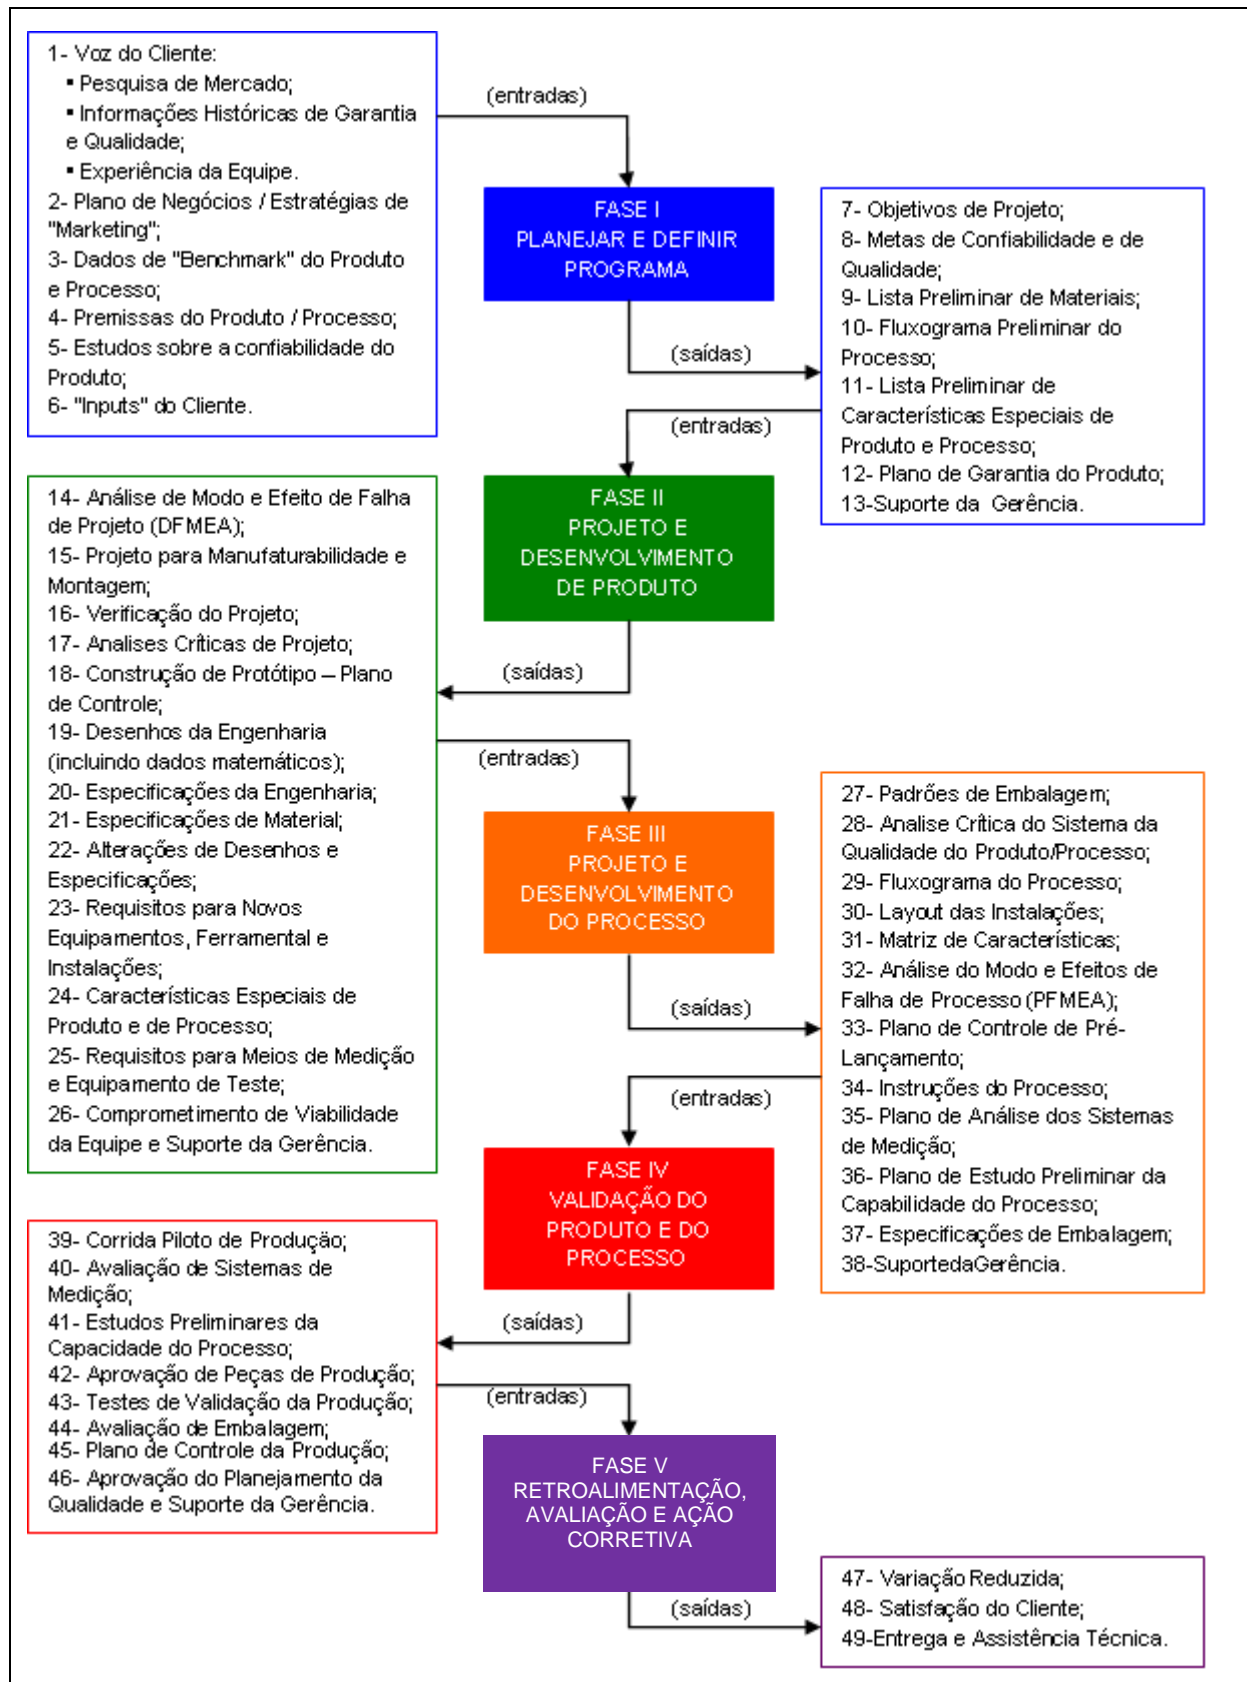 1- Voz do Cliente:
▪ Pesquisa de Mercado;
▪ Informações Históricas de Garantia
e Qualidade;
▪ Experiência da Equipe.
2- Plano de Negócios / Estratégias de
"Marketing";
3- Dados de "Benchmark" do Produto
e Processo;
4- Premissas do Produto / Processo;
5- Estudos sobre a confiabilidade do
Produto;
6- "Inputs" do Cliente.
(entradas)
FASE I
PLANEJAR E DEFINIR
PROGRAMA
(saídas)
7- Objetivos de Projeto;
8- Metas de Confiabilidade e de
Qualidade;
9- Lista Preliminar de Materiais;
10- Fluxograma Preliminar do
Processo;
11- Lista Preliminar de
Características Especiais de
Produto e Processo;
12- Plano de Garantia do Produto;
13-Suporte da Gerência.
(entradas)
FASE II
PROJETO E
DESENVOLVIMENTO
DE PRODUTO
(saídas)
14- Análise de Modo e Efeito de Falha
de Projeto (DFMEA);
15- Projeto para Manufaturabilidade e
Montagem;
16- Verificação do Projeto;
17- Analises Críticas de Projeto;
18- Construção de Protótipo – Plano
de Controle;
19- Desenhos da Engenharia
(incluindo dados matemáticos);
20- Especificações da Engenharia;
21- Especificações de Material;
22- Alterações de Desenhos e
Especificações;
23- Requisitos para Novos
Equipamentos, Ferramental e
Instalações;
24- Características Especiais de
Produto e de Processo;
25- Requisitos para Meios de Medição
e Equipamento de Teste;
26- Comprometimento de Viabilidade
da Equipe e Suporte da Gerência.
(entradas)
FASE III
PROJETO E
DESENVOLVIMENTO
DO PROCESSO
(saídas)
27- Padrões de Embalagem;
28- Analise Crítica do Sistema da
Qualidade do Produto/Processo;
29- Fluxograma do Processo;
30- Layout das Instalações;
31- Matriz de Características;
32- Análise do Modo e Efeitos de
Falha de Processo (PFMEA);
33- Plano de Controle de Pré-
Lançamento;
34- Instruções do Processo;
35- Plano de Análise dos Sistemas
de Medição;
36- Plano de Estudo Preliminar da
Capabilidade do Processo;
37- Especificações de Embalagem;
38-SuportedaGerência.
(entradas)
FASE IV
VALIDAÇÃO DO
PRODUTO E DO
PROCESSO
(saídas)
39- Corrida Piloto de Produção;
40- Avaliação de Sistemas de
Medição;
41- Estudos Preliminares da
Capacidade do Processo;
42- Aprovação de Peças de Produção;
43- Testes de Validação da Produção;
44- Avaliação de Embalagem;
45- Plano de Controle da Produção;
46- Aprovação do Planejamento da
Qualidade e Suporte da Gerência.
(entradas)
FASE V
RETROALIMENTAÇÃO,
AVALIAÇÃO E AÇÃO
CORRETIVA
(saídas)
47- Variação Reduzida;
48- Satisfação do Cliente;
49-Entrega e Assistência Técnica.